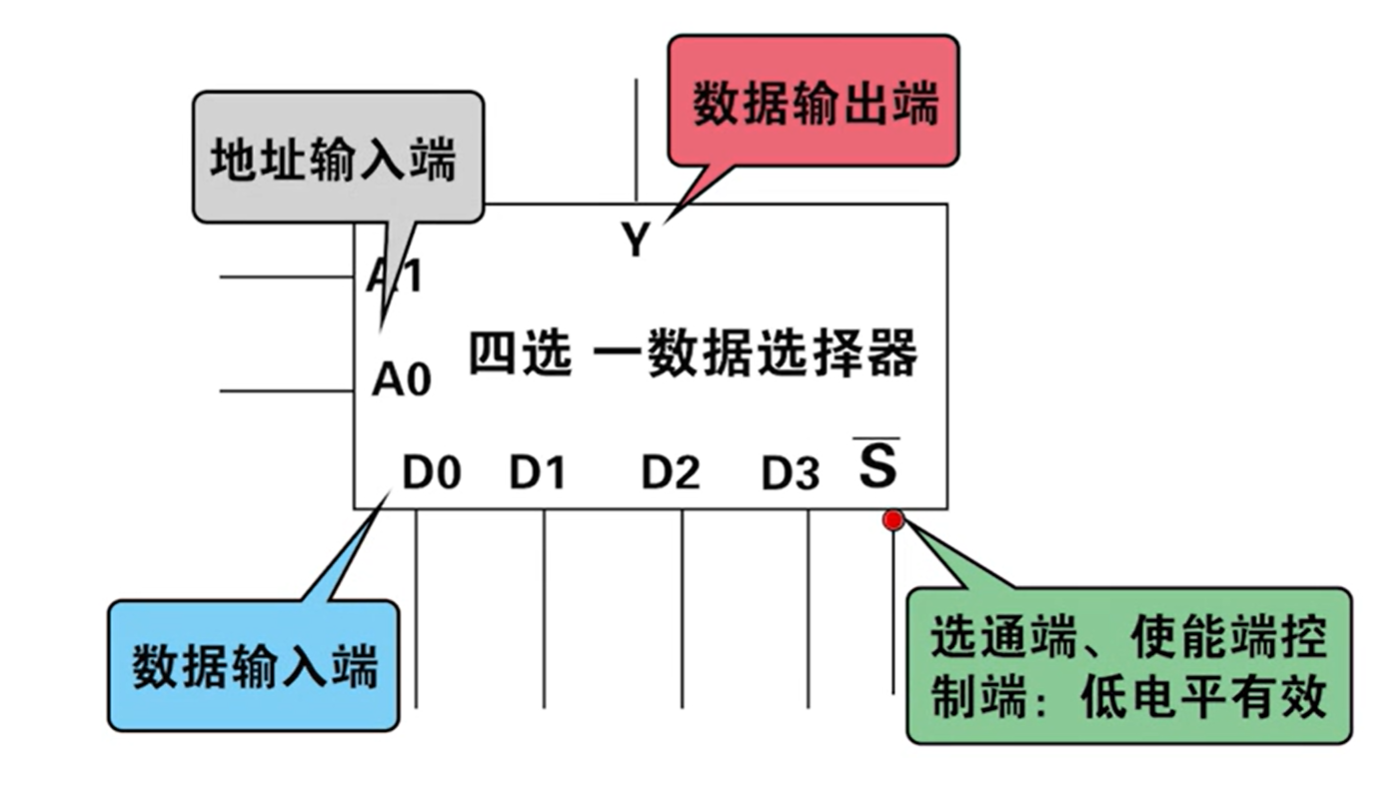 数据输出端
地址输入端
Y
A1
四选 一数据选择器
A0
D0 D1 D2 D3 S̅
数据输入端
选通端、使能端控
制端：低电平有效